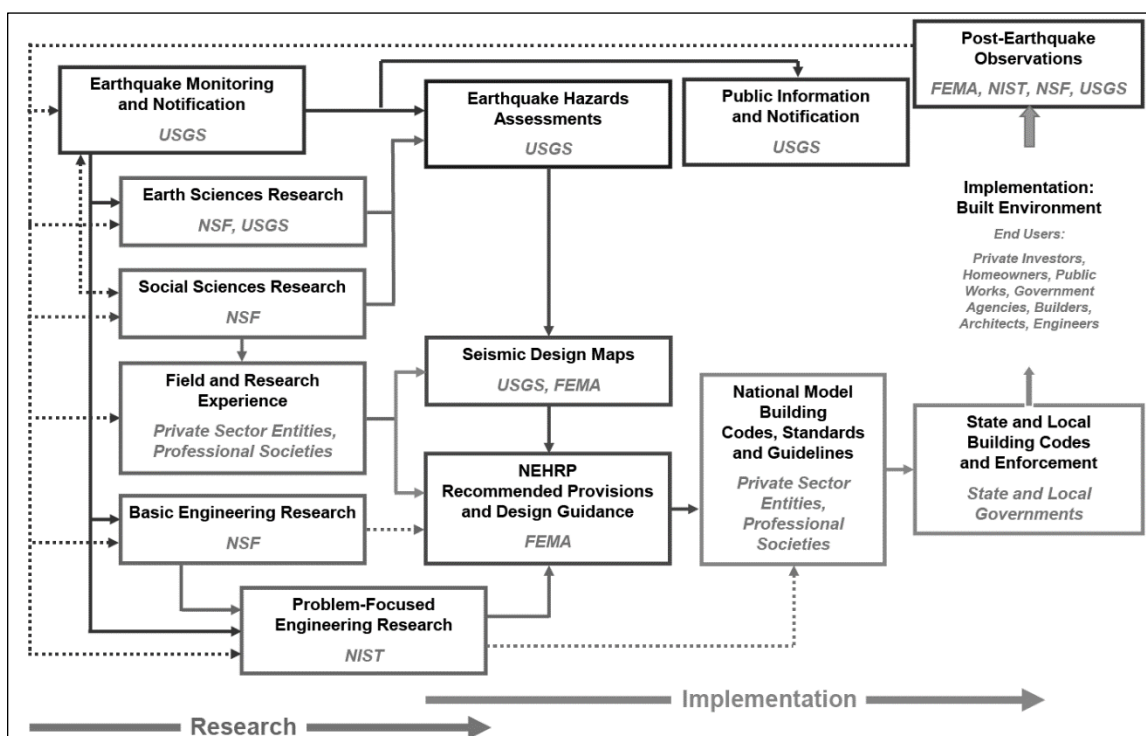 Post-Earthquake
Observations
FEMA, NIST, NSF, USGS
Earthquake Monitoring
and Notification
USGS
Earthquake Hazards
Assessments
USGS
Public Information
and Notification
USGS
Earth Sciences Research
NSF, USGS
Implementation:
Built Environment
End Users:
Private Investors,
Homeowners, Public
Works, Government
Agencies, Builders,
Architects, Engineers
Social Sciences Research
NSF
Field and Research
Experience
Private Sector Entities,
Professional Societies
Seismic Design Maps
USGS, FEMA
National Model
Building
Codes, Standards
and Guidelines
Private Sector
Entities,
Professional
Societies
State and Local
Building Codes
and Enforcement
State and Local
Governments
NEHRP
Recommended Provisions
and Design Guidance
FEMA
Basic Engineering Research
NSF
Problem-Focused
Engineering Research
NIST
Implementation
Research